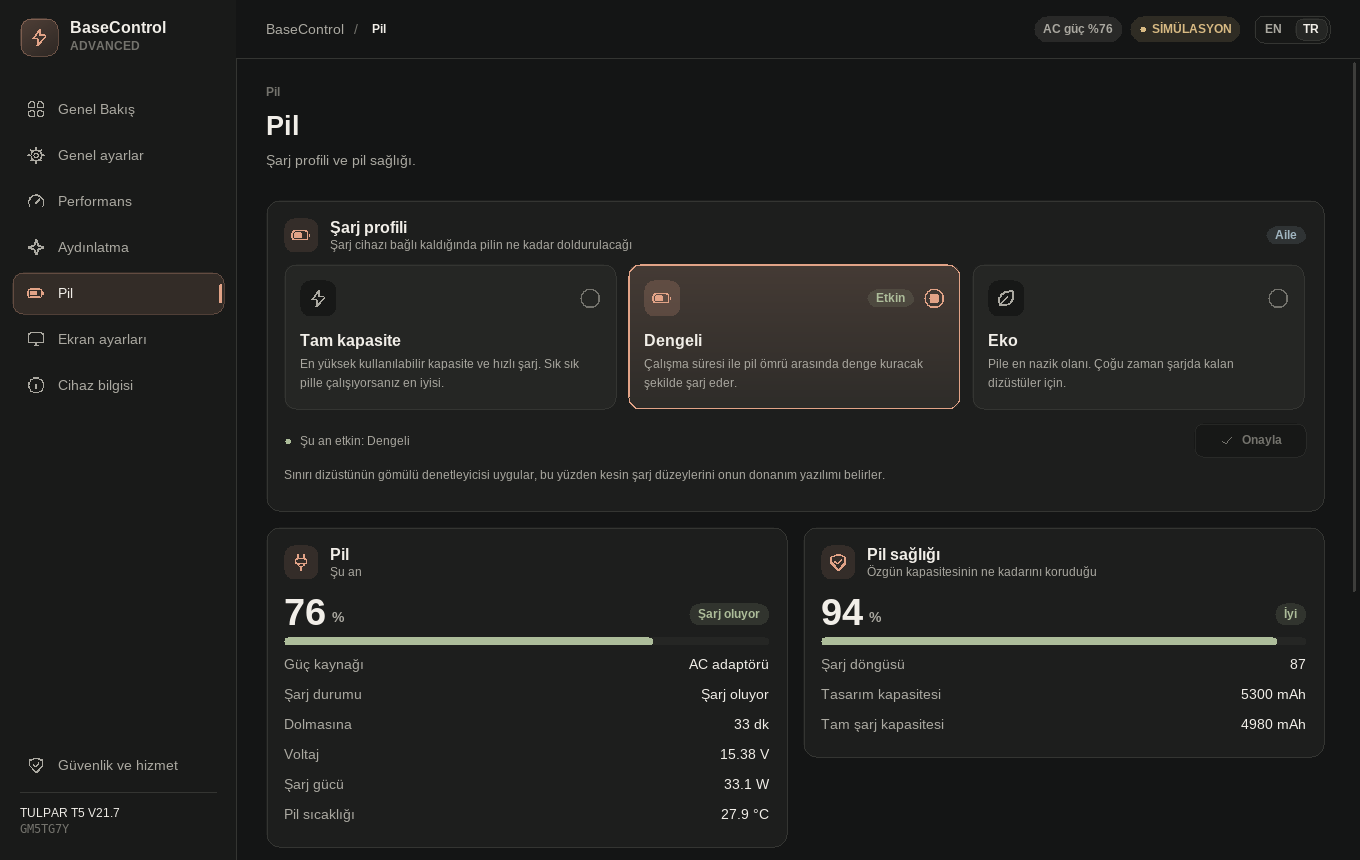 BaseControl
ADVANCED
Genel Bakış
Genel ayarlar
Performans
Aydınlatma
Pil
Ekran ayarları
Cihaz bilgisi
Güvenlik ve hizmet
TULPAR T5 V21.7
GM5TG7Y
BaseControl / Pil
AC güç %76
SİMÜLASYON
EN TR
Pil
Pil
Şarj profili ve pil sağlığı.
Şarj profili
Şarj cihazı bağlı kaldığında pilin ne kadar doldurulacağı
Aile
Tam kapasite
En yüksek kullanılabilir kapasite ve hızlı şarj. Sık sık
pille çalışıyorsanız en iyisi.
Etkin
Dengeli
Çalışma süresi ile pil ömrü arasında denge kuracak
şekilde şarj eder.
Eko
Pile en nazik olanı. Çoğu zaman şarjda kalan
dizüstüler için.
Şu an etkin: Dengeli
Onayla
Sınırı dizüstünün gömülü denetleyicisi uygular, bu yüzden kesin şarj düzeylerini onun donanım yazılımı belirler.
Pil
Şu an
76 %
Şarj oluyor
Güç kaynağı AC adaptörü
Şarj durumu Şarj oluyor
Dolmasına 33 dk
Voltaj 15.38 V
Şarj gücü 33.1 W
Pil sıcaklığı 27.9 °C
Pil sağlığı
Özgün kapasitesinin ne kadarını koruduğu
94 %
İyi
Şarj döngüsü 87
Tasarım kapasitesi 5300 mAh
Tam şarj kapasitesi 4980 mAh